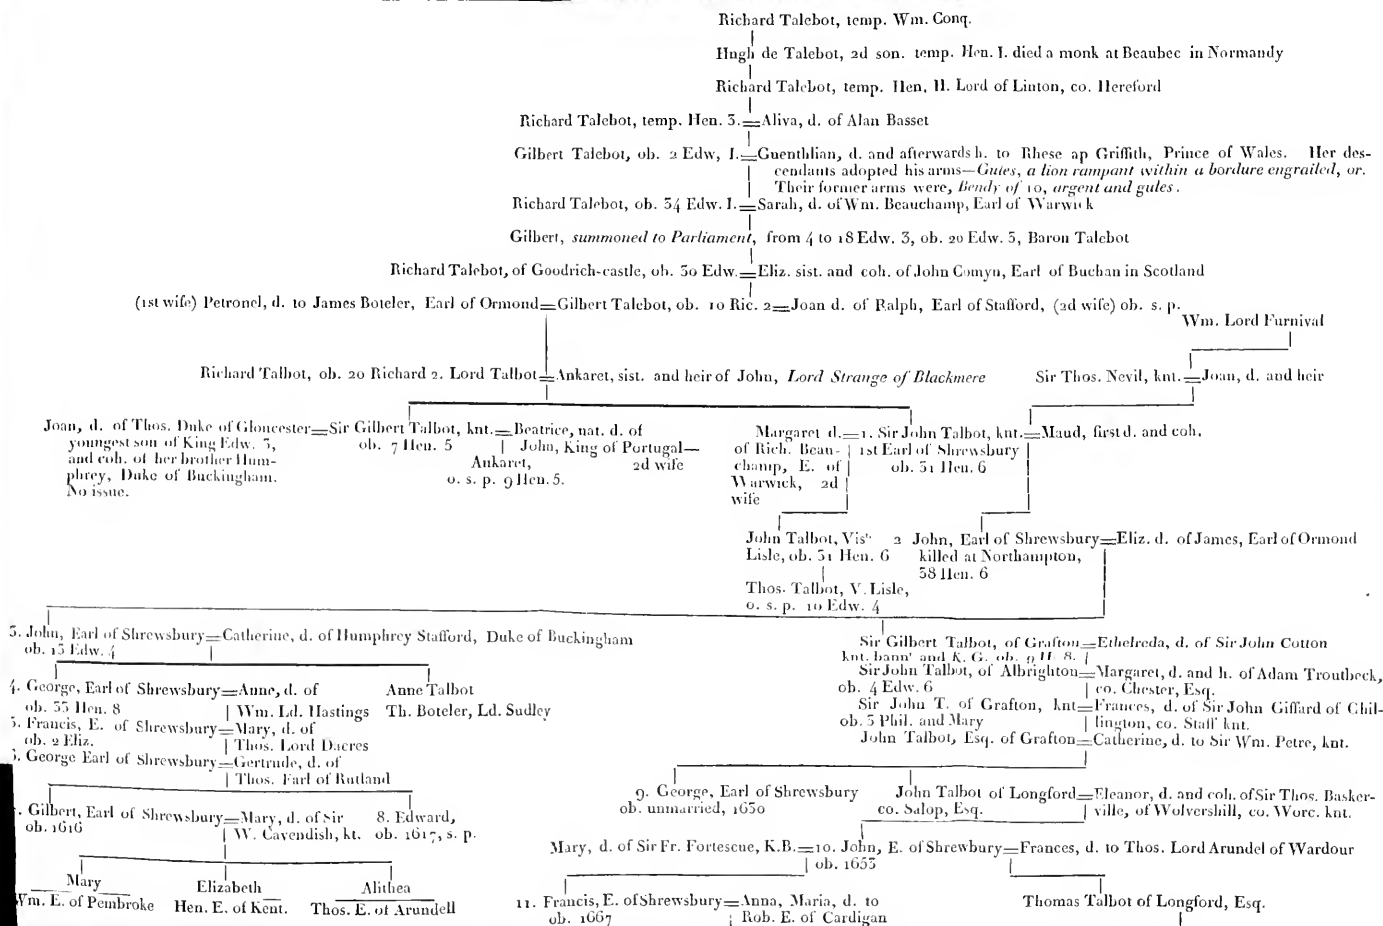 Richard Talebot, temp. Wm. Conq.
Hugh de Talebot, 2d son. temp. Hen. I. died a monk at Beaubec in Normandy
Richard Talebot, temp. Hen. II. Lord of Linton, co. Hereford
Richard Talebot, temp. Hen. 3.=Aliva, d. of Alan Basset
Gilbert Talebot, ob. 2 Edw, I.=Guenthlian, d. and afterwards h. to Rhese ap Griffith, Prince of Wales. Her des-
cendants adopted his arms—Gules, a lion rampant within a bordure engrailed, or.
Their former arms were, Bendy of 10, argent and gules.
Richard Talebot, ob. 34 Edw. I.=Sarah, d. of Wm. Beauchamp, Earl of Warwick
Gilbert, summoned to Parliament, from 4 to 18 Edw. 3, ob. 20 Edw. 3, Baron Talebot
Richard Talebot, of Goodrich-castle, ob. 30 Edw.=Eliz. sist. and coh. of John Comyn, Earl of Buchan in Scotland
(1st wife) Petronel, d. to James Boteler, Earl of Ormond=Gilbert Talebot, ob. 10 Ric. 2=Joan d. of Ralph, Earl of Stafford, (2d wife) ob. s. p.
Wm. Lord Furnival
Richard Talbot, ob. 20 Richard 2. Lord Talbot=Ankaret, sist. and heir of John, Lord Strange of Blackmere
Sir Thos. Nevil, knt.=Joan, d. and heir
Joan, d. of Thos. Duke of Gloucester=Sir Gilbert Talbot, knt.=Beatrice, nat. d. of
youngest son of King Edw. 3,
and coh. of her brother Hum-
phrey, Duke of Buckingham.
No issue.
ob. 7 Hen. 5
John, King of Portugal—
2d wife
Ankaret,
o. s. p. 9 Hen. 5.
Margaret d.=1. Sir John Talbot, knt.=Maud, first d. and coh.
of Rich. Beau-
champ, E. of
Warwick, 2d
wife
1st Earl of Shrewsbury
ob. 31 Hen. 6
John Talbot, Vist
Lisle, ob. 31 Hen. 6
Thos. Talbot, V. Lisle,
o. s. p. 10 Edw. 4
2 John, Earl of Shrewsbury=Eliz. d. of James, Earl of Ormond
killed at Northampton,
38 Hen. 6
3. John, Earl of Shrewsbury=Catherine, d. of Humphrey Stafford, Duke of Buckingham
ob. 13 Edw. 4
4. George, Earl of Shrewsbury=Anne, d. of
ob. 33 Hen. 8
Wm. Ld. Hastings
Anne Talbot
Th. Boteler, Ld. Sudley
5. Francis, E. of Shrewsbury=Mary, d. of
ob. 2 Eliz.
Thos. Lord Dacres
George Earl of Shrewsbury=Gertrude, d. of
Thos. Earl of Rutland
Gilbert, Earl of Shrewsbury=Mary, d. of Sir
ob. 1616
W. Cavendish, kt.
8. Edward,
ob. 1617, s. p.
Mary
Wm. E. of Pembroke
Elizabeth
Hen. E. of Kent.
Alithea
Thos. E. of Arundell
Sir Gilbert Talbot, of Grafton=Etheldreda, d. of Sir John Cotton
knt. bannt and K. G. ob. 9 H. 8.
Sir John Talbot, of Albrighton=Margaret, d. and h. of Adam Troutbeck,
ob. 4 Edw. 6
co. Chester, Esq.
Sir John T. of Grafton, knt=Frances, d. of Sir John Giffard of Chil-
ob. 3 Phil. and Mary
lington, co. Staff knt.
John Talbot, Esq. of Grafton=Catherine, d. to Sir Wm. Petre, knt.
9. George, Earl of Shrewsbury
ob. unmarried, 1630
John Talbot of Longford=Eleanor, d. and coh. of Sir Thos. Basker-
co. Salop, Esq.
ville, of Wolvershill, co. Worc. knt.
Mary, d. of Sir Fr. Fortescue, K.B.=10. John, E. of Shrewbury=Frances, d. to Thos. Lord Arundel of Wardour
ob. 1653
11. Francis, E. of Shrewsbury=Anna, Maria, d. to
ob. 1667
Rob. E. of Cardigan
Thomas Talbot of Longford, Esq.